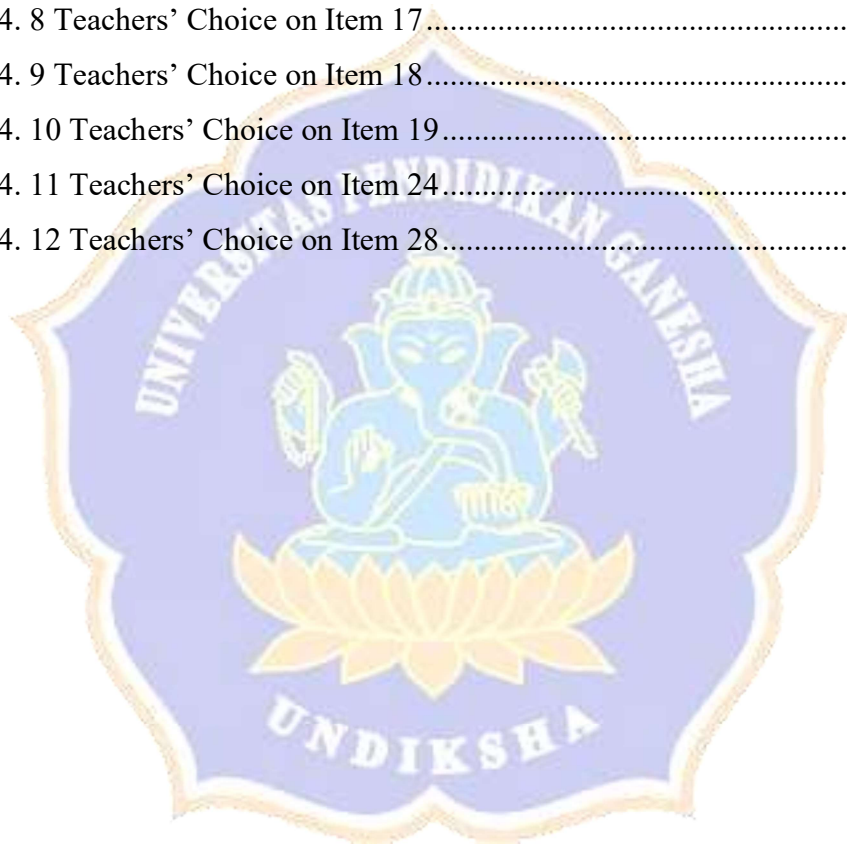 4. 8 Teachers’ Choice on Item 17................................................................
4. 9 Teachers’ Choice on Item 18................................................................
4. 10 Teachers’ Choice on Item 19..............................................................
4. 11 Teachers’ Choice on Item 24..............................................................
4. 12 Teachers’ Choice on Item 28..............................................................
UNIVERSITAS PENDIDIKAN GANESHA
UNDIKSHA